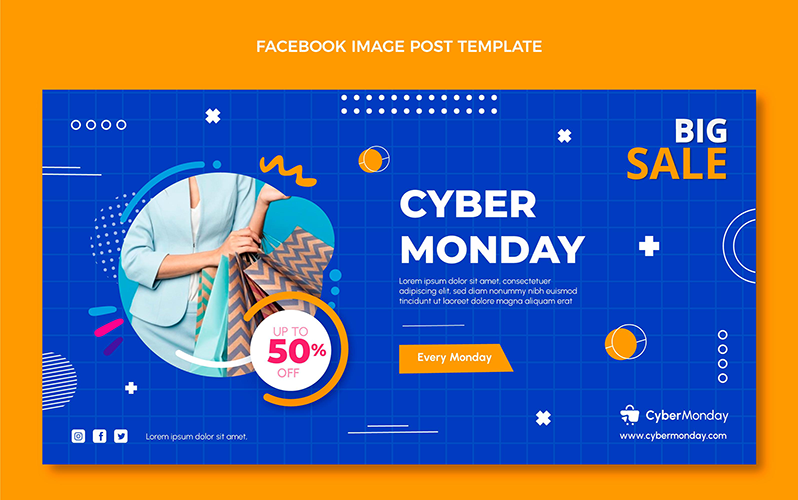 FACEBOOK IMAGE POST TEMPLATE
BIG
SALE
CYBER
MONDAY
Lorem ipsum dolor sit amet, consectetuer
adipiscing elit, sed diam nonummy nibh euismod
tincidunt ut laoreet dolore magna aliquam erat
UP TO
50%
OFF
Every Monday
CyberMonday
www.cybermonday.com
Lorem ipsum dolor sit amet.